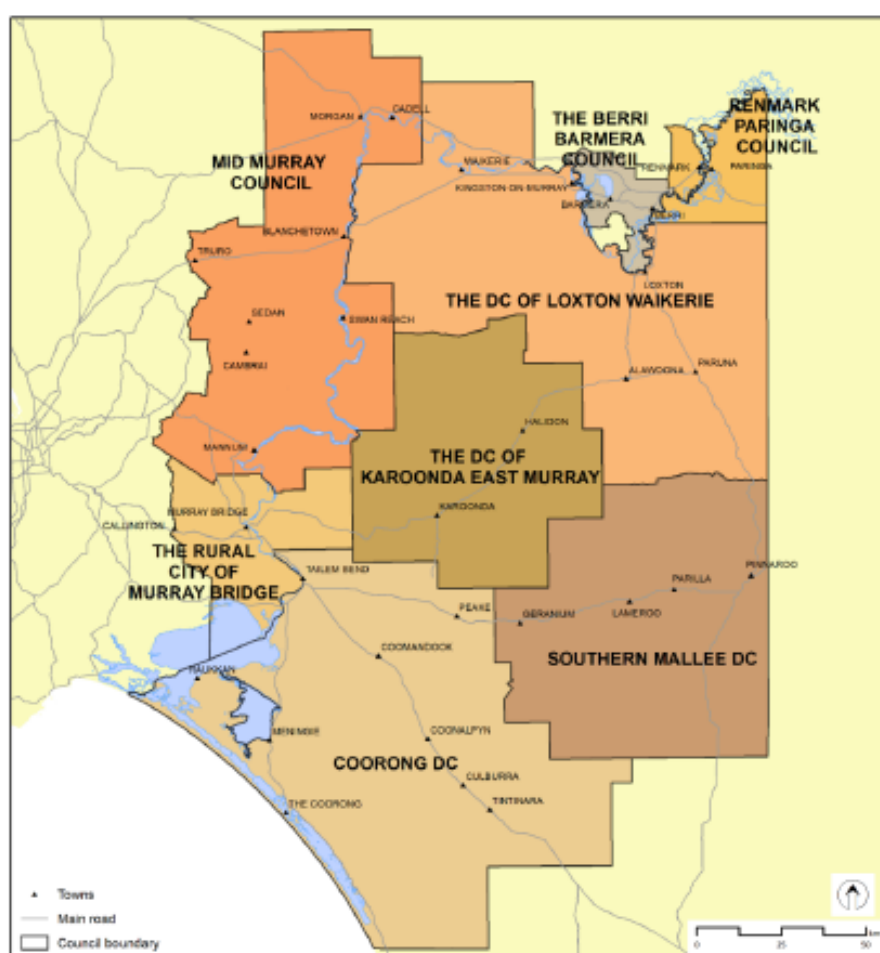 MORGAN
CADELL
THE BERRI
BARMERA
COUNCIL
RENMARK
PARINGA
COUNCIL
MID MURRAY
COUNCIL
WAIKERIE
RENMARK
PARINGA
KINGSTON-ON-MURRAY
BARMERA
BERRI
BLANCHETOWN
TRURO
LOXTON
THE DC OF LOXTON WAIKERIE
SEDAN
SWAN REACH
CAMBRAI
ALAWOONA
PARUNA
HALIDON
MANNUM
THE DC OF
KAROONDA EAST MURRAY
KAROONDA
MURRAY BRIDGE
CALLINGTON
THE RURAL
CITY OF
MURRAY BRIDGE
TAILEM BEND
PINNAROO
PARILLA
LAMEROO
PEAKE
GERANIUM
COOMANDOOK
SOUTHERN MALLEE DC
RAUKKAN
MENINGIE
COONALPYN
COORONG DC
CULBURRA
TINTINARA
THE COORONG
Towns
Main road
Council boundary
0 25 50
km